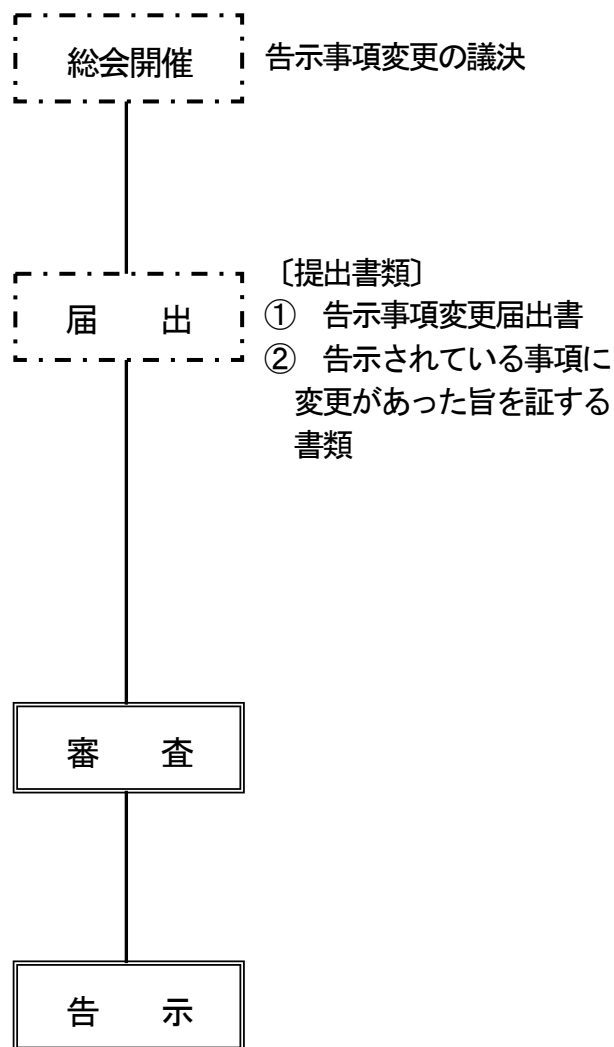 総会開催
告示事項変更の議決
届　　出
〔提出書類〕
①　告示事項変更届出書
②　告示されている事項に
変更があった旨を証する
書類
審　　査
告　　示